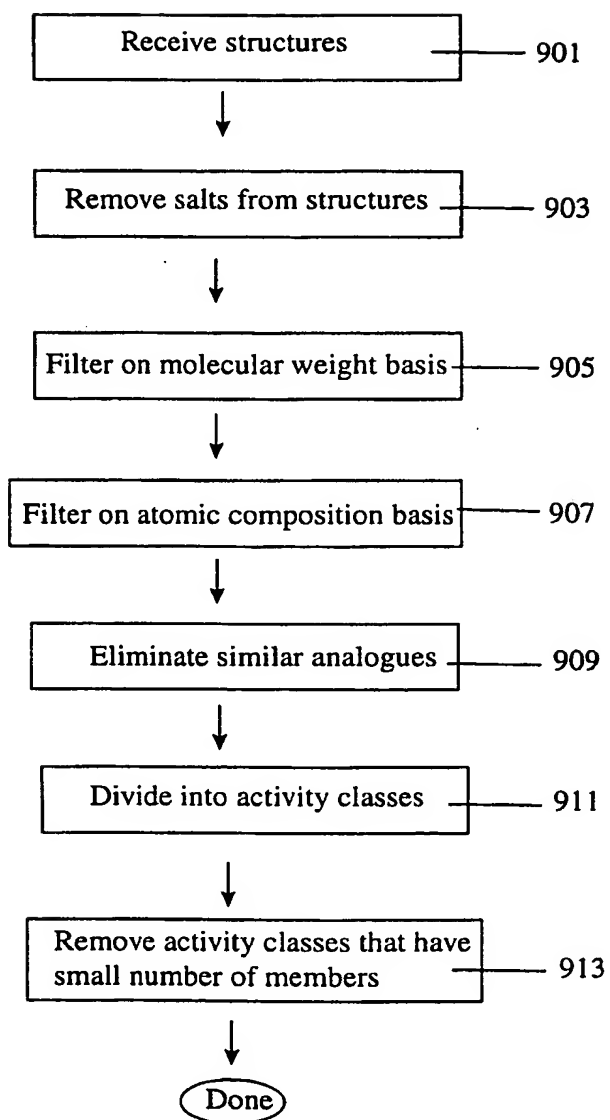 Receive structures 901
Remove salts from structures 903
Filter on molecular weight basis 905
Filter on atomic composition basis 907
Eliminate similar analogues 909
Divide into activity classes 911
Remove activity classes that have
small number of members 913
Done